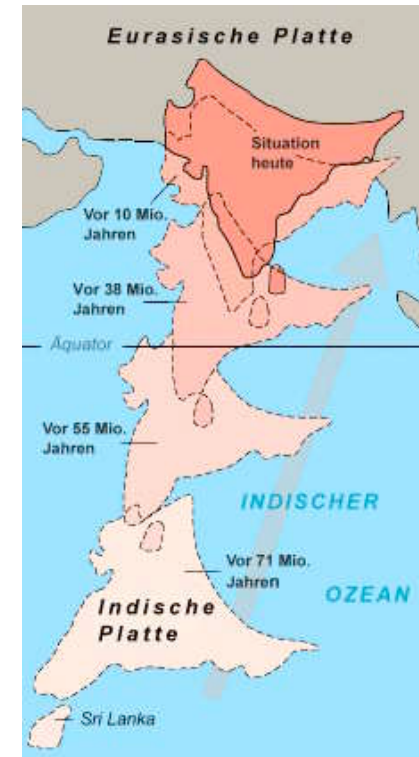 Eurasische Platte
Situation
heute
Vor 10 Mio.
Jahren
Vor 38 Mio.
Jahren
Äquator
Vor 55 Mio.
Jahren
INDISCHER
OZEAN
Vor 71 Mio.
Jahren
Indische
Platte
Sri Lanka